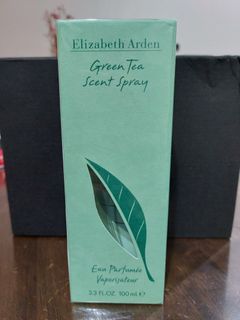 Elizabeth Arden
Green Tea
Scent Spray
Eau Parfumée
Vaporisateur
3.3 FL.OZ. 100 ml ℮